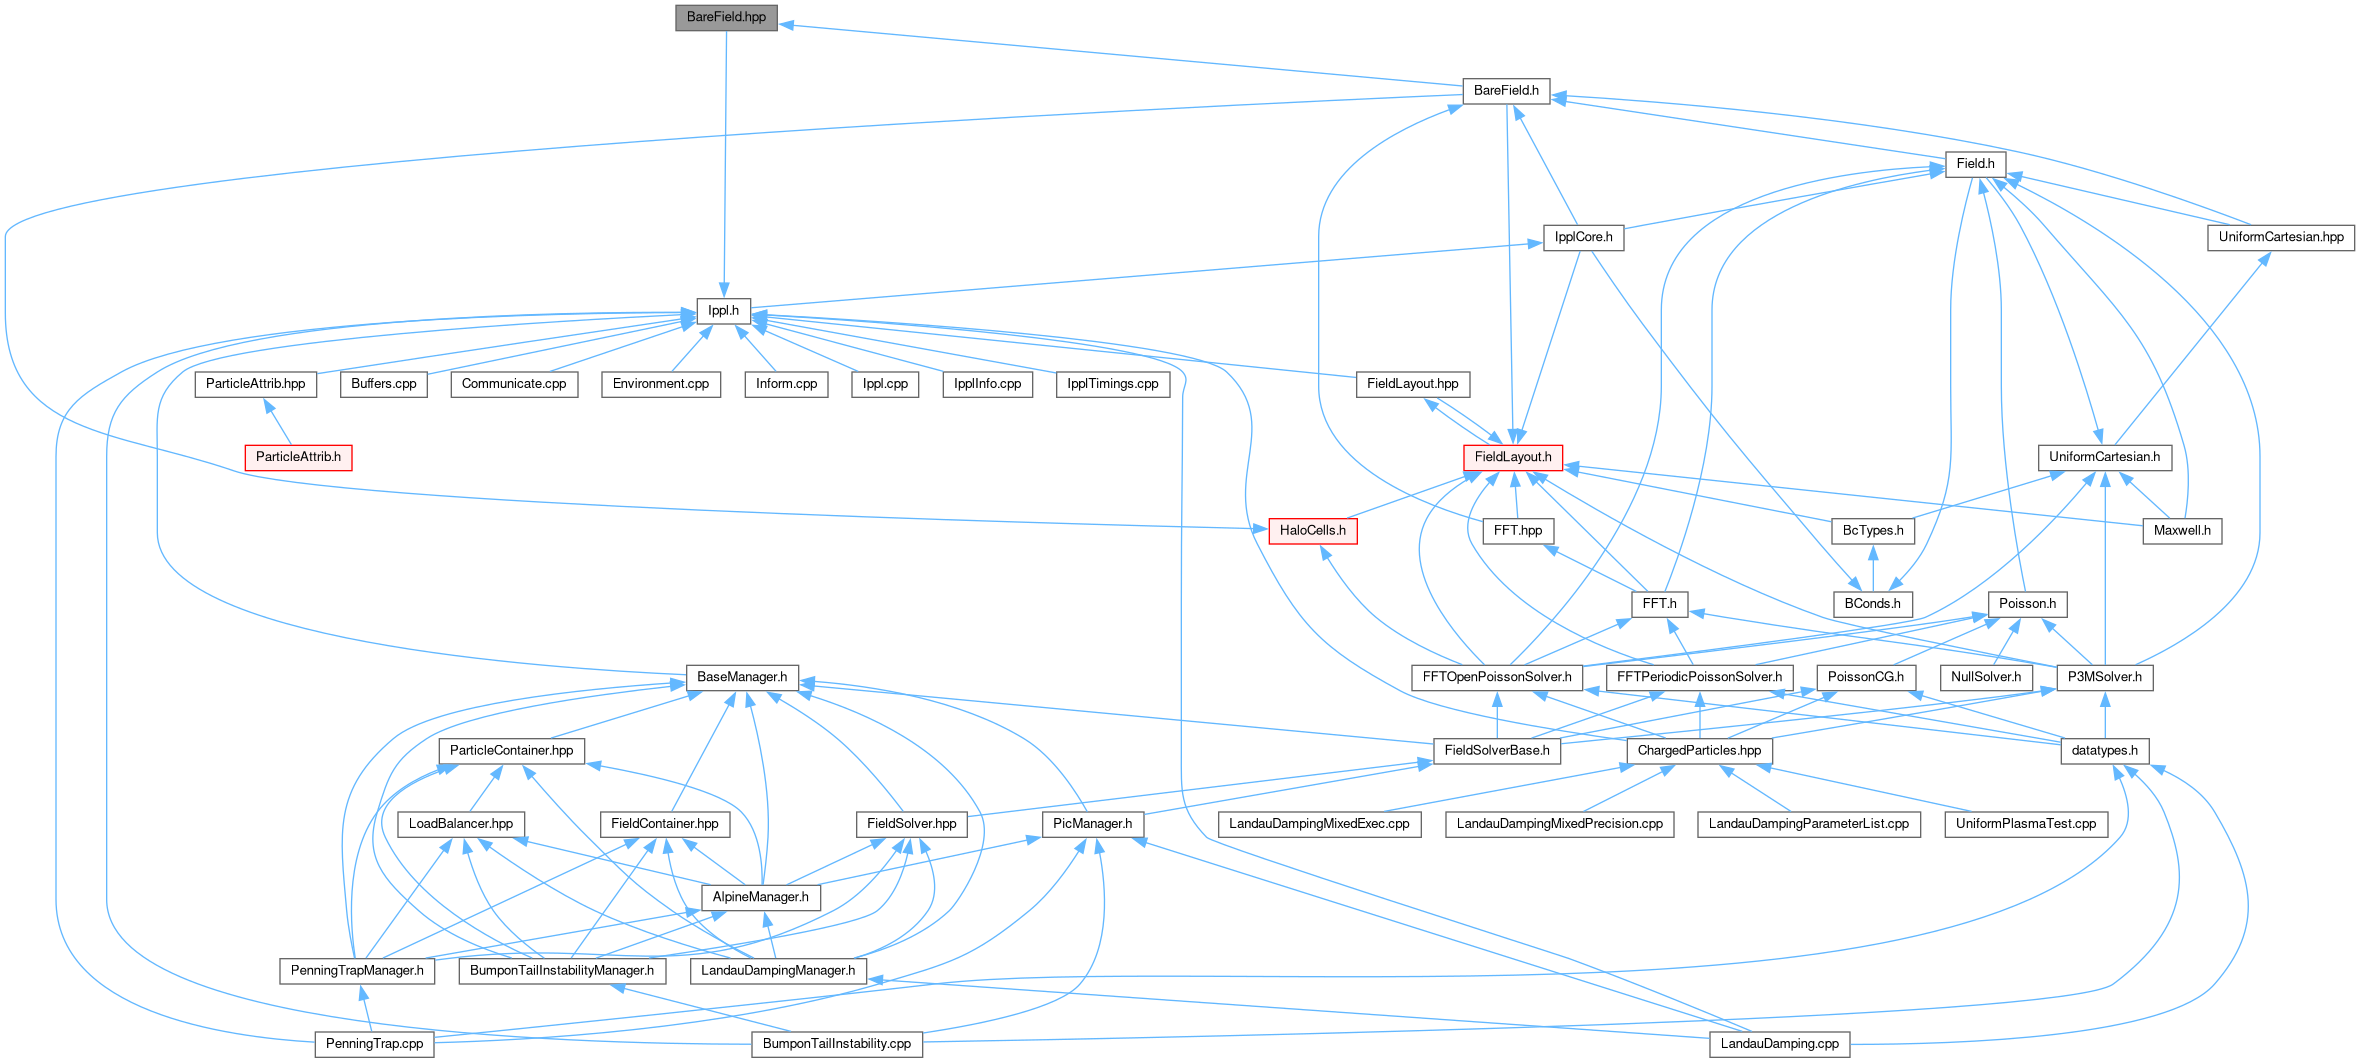 BareField.hpp
BareField.h
Field.h
IpplCore.h
UniformCartesian.hpp
Ippl.h
ParticleAttrib.hpp
Buffers.cpp
Communicate.cpp
Environment.cpp
Inform.cpp
Ippl.cpp
IpplInfo.cpp
IpplTimings.cpp
FieldLayout.hpp
ParticleAttrib.h
FieldLayout.h
UniformCartesian.h
HaloCells.h
FFT.hpp
BcTypes.h
Maxwell.h
FFT.h
BConds.h
Poisson.h
BaseManager.h
FFTOpenPoissonSolver.h
FFTPeriodicPoissonSolver.h
PoissonCG.h
NullSolver.h
P3MSolver.h
ParticleContainer.hpp
FieldSolverBase.h
ChargedParticles.hpp
datatypes.h
LoadBalancer.hpp
FieldContainer.hpp
FieldSolver.hpp
PicManager.h
LandauDampingMixedExec.cpp
LandauDampingMixedPrecision.cpp
LandauDampingParameterList.cpp
UniformPlasmaTest.cpp
AlpineManager.h
PenningTrapManager.h
BumponTailInstabilityManager.h
LandauDampingManager.h
PenningTrap.cpp
BumponTailInstability.cpp
LandauDamping.cpp